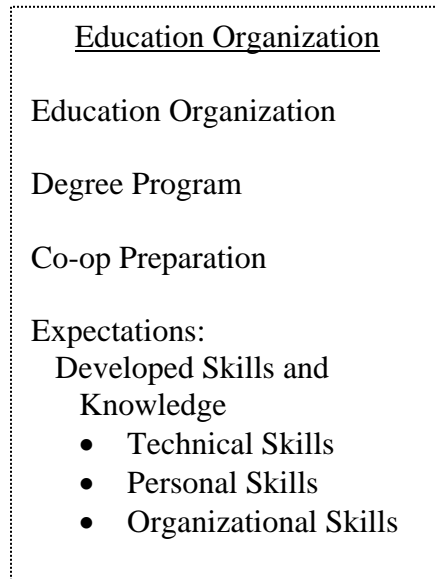 Education Organization
Education Organization
Degree Program
Co-op Preparation
Expectations:
Developed Skills and
Knowledge
• Technical Skills
• Personal Skills
• Organizational Skills